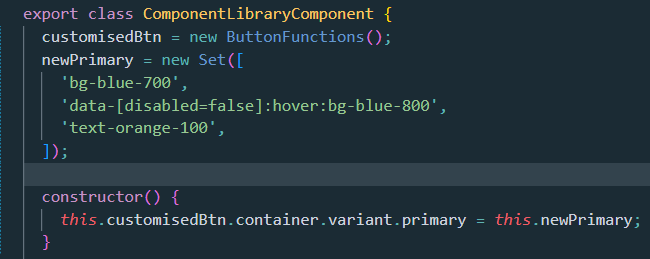 export class ComponentLibraryComponent {
  customisedBtn = new ButtonFunctions();
  newPrimary = new Set([
    'bg-blue-700',
    'data-[disabled=false]:hover:bg-blue-800',
    'text-orange-100',
  ]);

  constructor() {
    this.customisedBtn.container.variant.primary = this.newPrimary;
  }